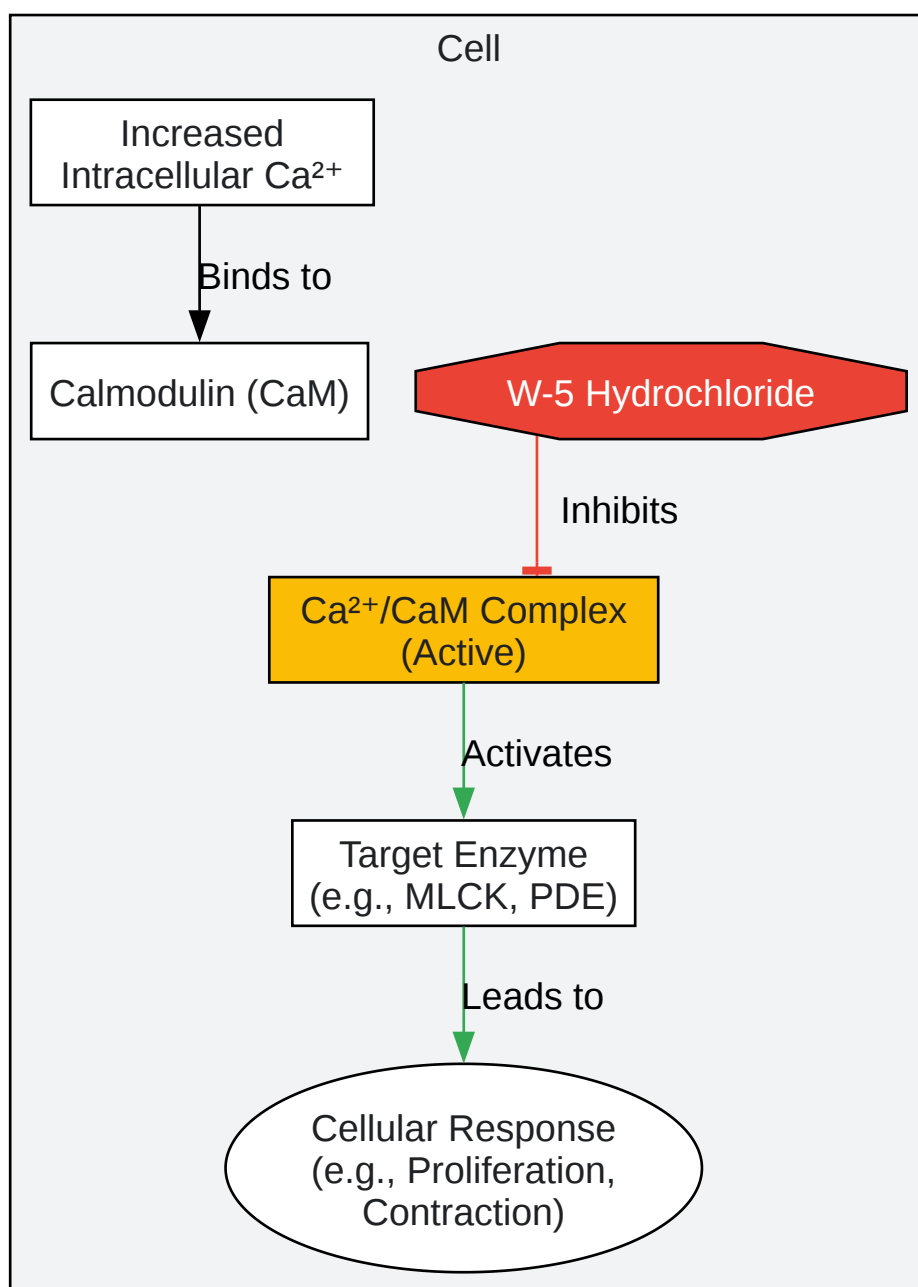 Cell
Increased
Intracellular Ca²⁺
Binds to
Calmodulin (CaM)
W-5 Hydrochloride
Inhibits
Ca²⁺/CaM Complex
(Active)
Activates
Target Enzyme
(e.g., MLCK, PDE)
Leads to
Cellular Response
(e.g., Proliferation,
Contraction)